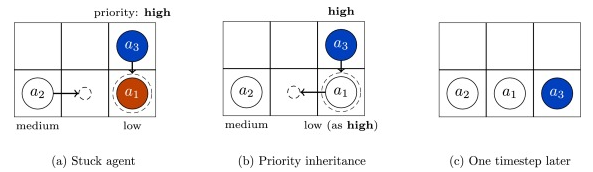 priority: high
high
a3
a3
a2
a1
a2
a1
a2
a1
a3
medium
low
medium
low (as high)
(a) Stuck agent
(b) Priority inheritance
(c) One timestep later